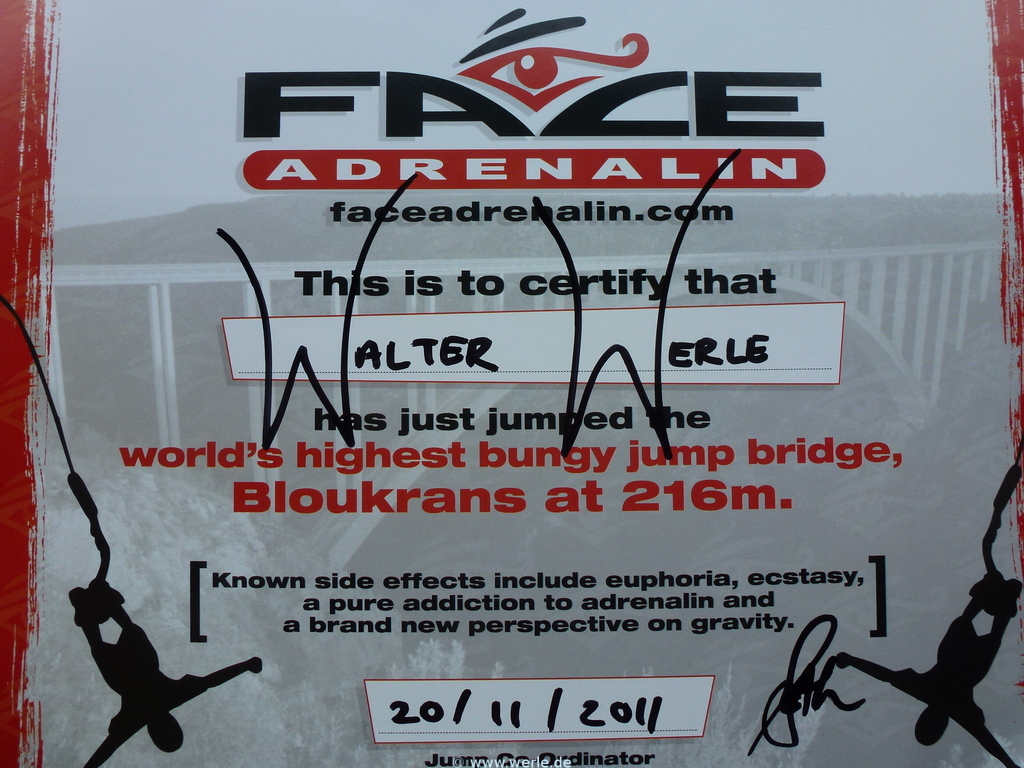 FACE
ADRENALIN
faceadrenalin.com
This is to certify that
WALTER WERLE
has just jumped the
world's highest bungy jump bridge,
Bloukrans at 216m.
[Known side effects include euphoria, ecstasy,
a pure addiction to adrenalin and
a brand new perspective on gravity.]
20/11/2011
Jump Co-Ordinator
© www.werle.de